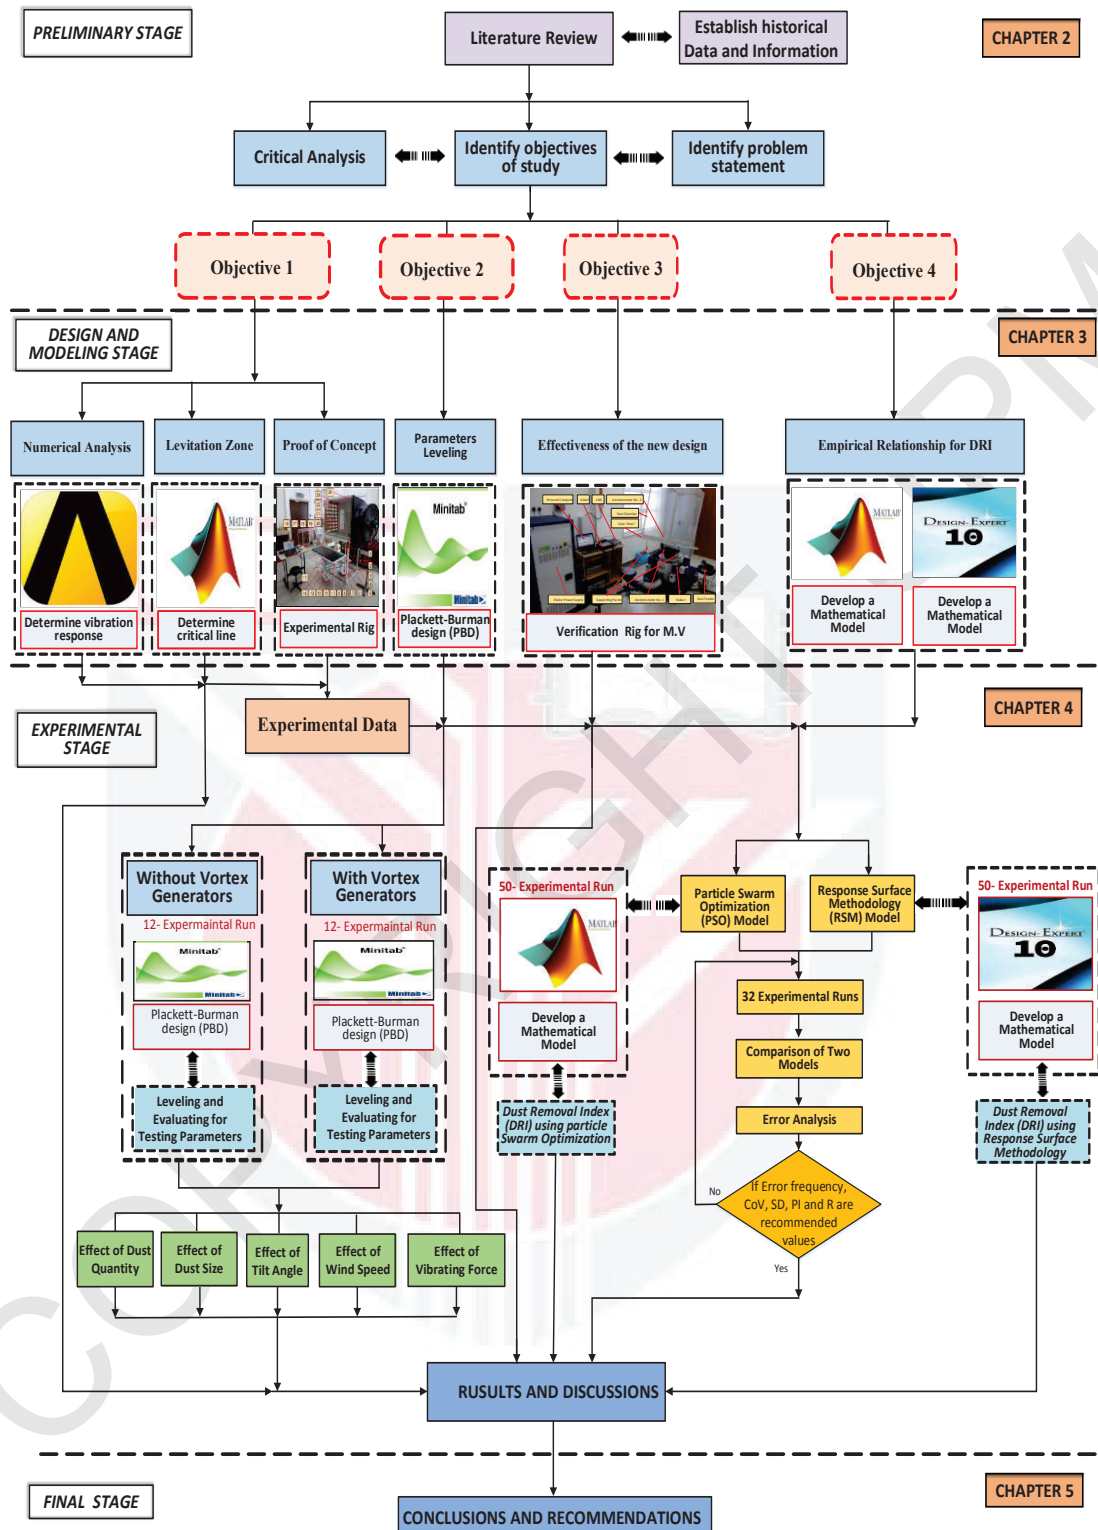 PRELIMINARY STAGE
Literature Review
Establish historical
Data and Information
CHAPTER 2
Critical Analysis
Identify objectives
of study
Identify problem
statement
Objective 1
Objective 2
Objective 3
Objective 4
DESIGN AND
MODELING STAGE
CHAPTER 3
Numerical Analysis
Levitation Zone
Proof of Concept
Parameters
Leveling
Effectiveness of the new design
Empirical Relationship for DRI
MATLAB
Minitab
Minitab
MATLAB
DESIGN-EXPERT
10
Determine vibration
response
Determine
critical line
Experimental Rig
Plackett-Burman
design (PBD)
Verification Rig for M.V
Develop a
Mathematical
Model
Develop a
Mathematical
Model
EXPERIMENTAL
STAGE
Experimental Data
CHAPTER 4
Without Vortex
Generators
12- Expermaintal Run
Minitab
Minitab
Plackett-Burman
design (PBD)
Leveling and
Evaluating for
Testing Parameters
With Vortex
Generators
12- Expermaintal Run
Minitab
Minitab
Plackett-Burman
design (PBD)
Leveling and
Evaluating for
Testing Parameters
50- Experimental Run
MATLAB
Develop a
Mathematical
Model
Dust Removal Index
(DRI) using particle
Swarm Optimization
Particle Swarm
Optimization
(PSO) Model
Response Surface
Methodology
(RSM) Model
32 Experimental Runs
Comparison of Two
Models
Error Analysis
If Error frequency,
CoV, SD, PI and R are
recommended
values
No
Yes
50- Experimental Run
DESIGN-EXPERT
10
Develop a
Mathematical
Model
Dust Removal
Index (DRI) using
Response Surface
Methodology
Effect of Dust
Quantity
Effect of
Dust Size
Effect of
Tilt Angle
Effect of
Wind Speed
Effect of
Vibrating Force
RUSULTS AND DISCUSSIONS
FINAL STAGE
CHAPTER 5
CONCLUSIONS AND RECOMMENDATIONS
COPYRIGHT UPM